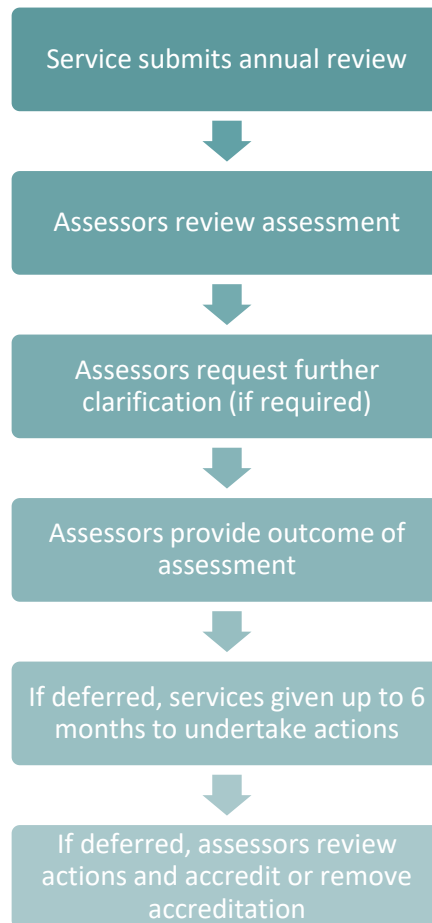 Service submits annual review
Assessors review assessment
Assessors request further
clarification (if required)
Assessors provide outcome of
assessment
If deferred, services given up to 6
months to undertake actions
If deferred, assessors review
actions and accredit or remove
accreditation